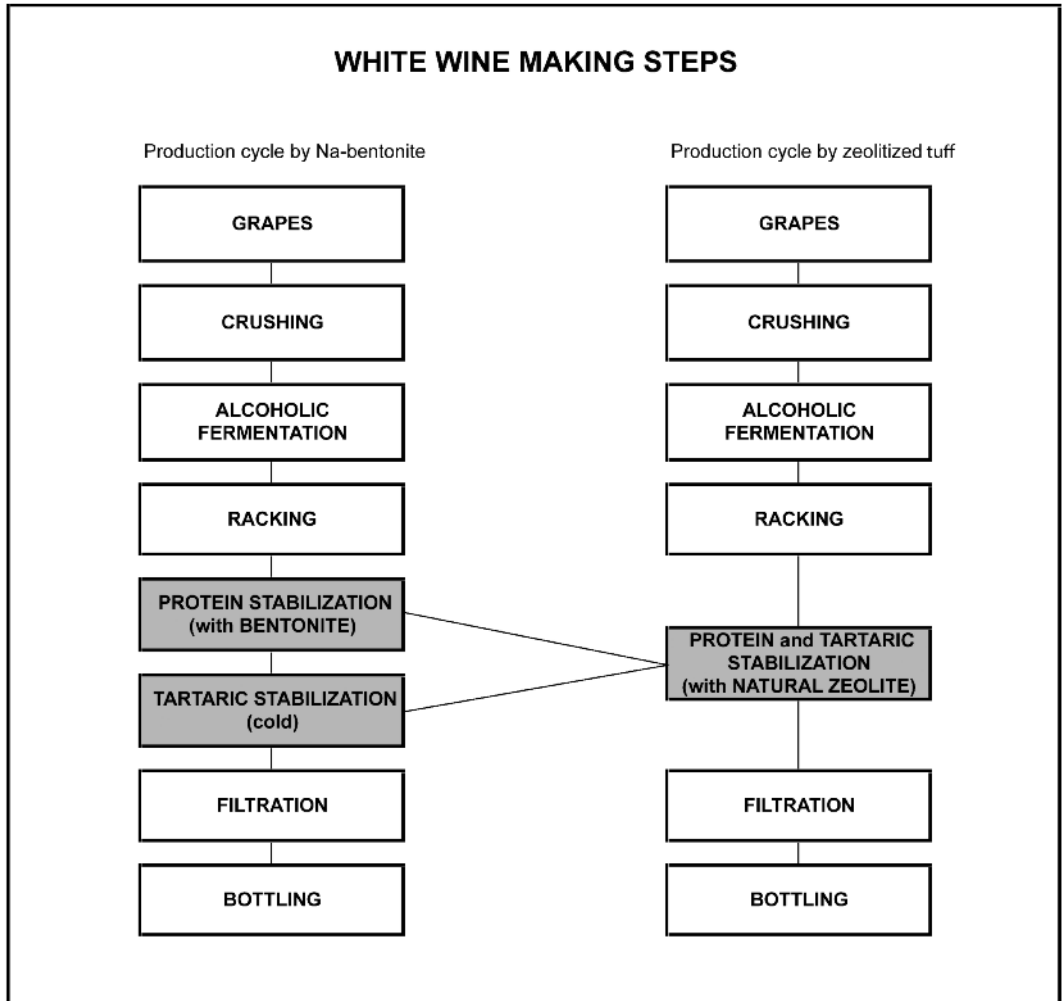 WHITE WINE MAKING STEPS
Production cycle by Na-bentonite
GRAPES
CRUSHING
ALCOHOLIC
FERMENTATION
RACKING
PROTEIN STABILIZATION
(with BENTONITE)
TARTARIC STABILIZATION
(cold)
FILTRATION
BOTTLING
Production cycle by zeolitized tuff
GRAPES
CRUSHING
ALCOHOLIC
FERMENTATION
RACKING
PROTEIN and TARTARIC
STABILIZATION
(with NATURAL ZEOLITE)
FILTRATION
BOTTLING